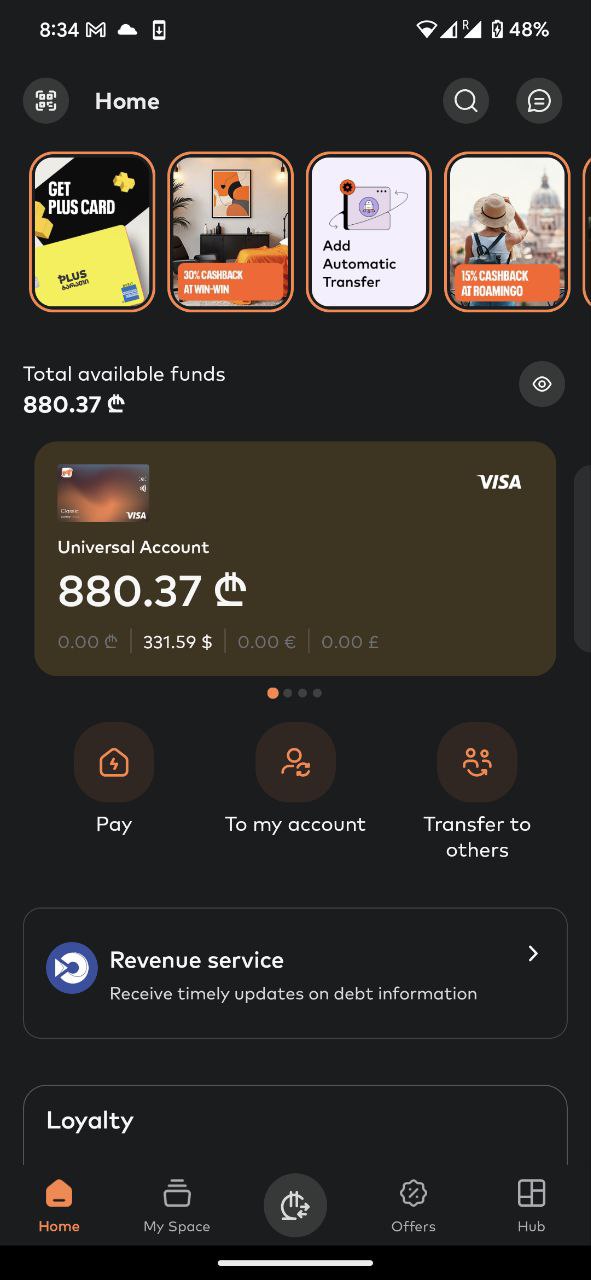 8:34
R
48%
Home
GET
PLUS CARD
PLUS
ბარათი
30% CASHBACK
AT WIN-WIN
Add
Automatic
Transfer
15% CASHBACK
AT ROAMINGO
Total available funds
880.37 ₾
Classic
VISA
VISA
Universal Account
880.37 ₾
0.00 ₾
331.59 $
0.00 €
0.00 £
Pay
To my account
Transfer to
others
Revenue service
Receive timely updates on debt information
Loyalty
Home
My Space
Offers
Hub